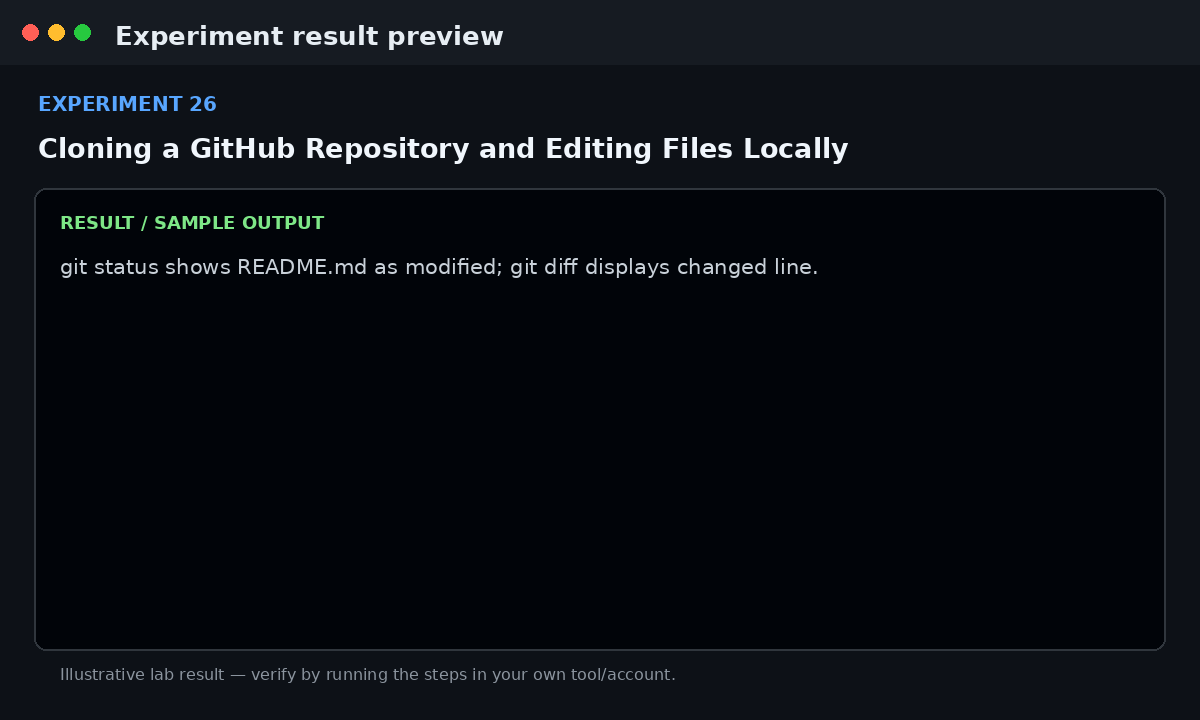 Experiment result preview
EXPERIMENT 26
Cloning a GitHub Repository and Editing Files Locally
RESULT / SAMPLE OUTPUT
git status shows README.md as modified; git diff displays changed line.
Illustrative lab result — verify by running the steps in your own tool/account.